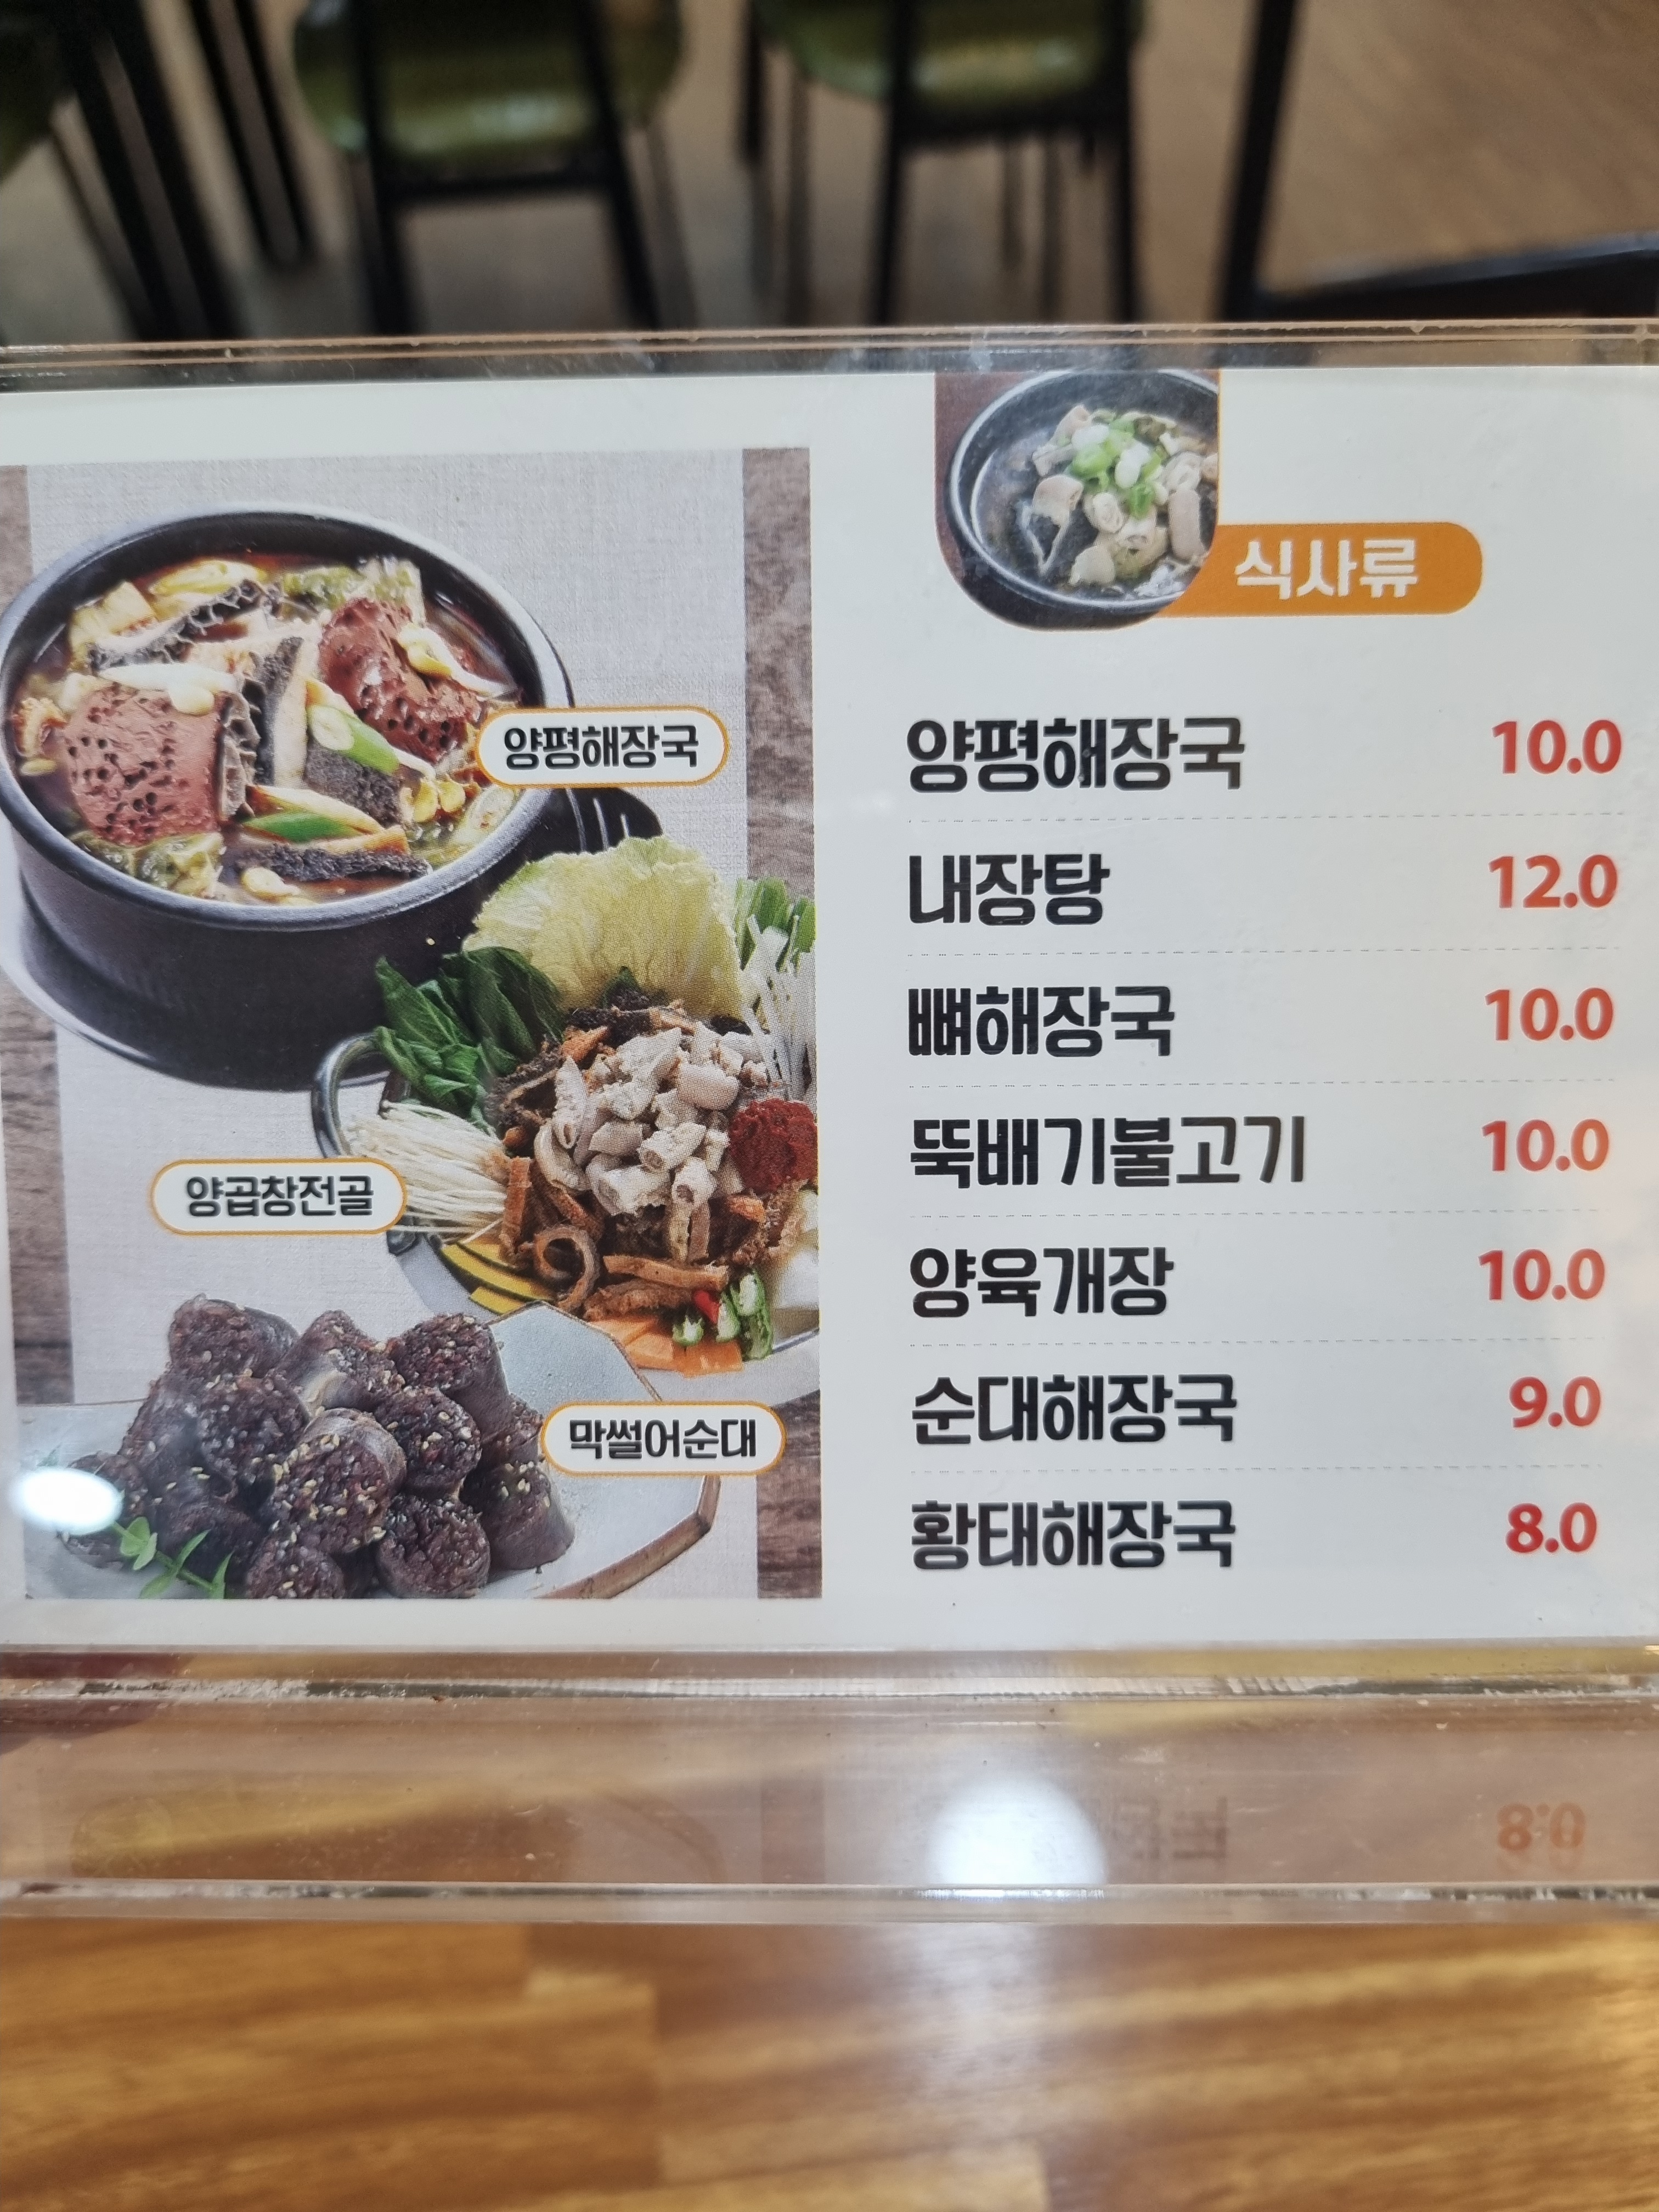 식사류
양평해장국 10.0
내장탕 12.0
뼈해장국 10.0
뚝배기불고기 10.0
양육개장 10.0
순대해장국 9.0
황태해장국 8.0
양평해장국
양곱창전골
막썰어순대